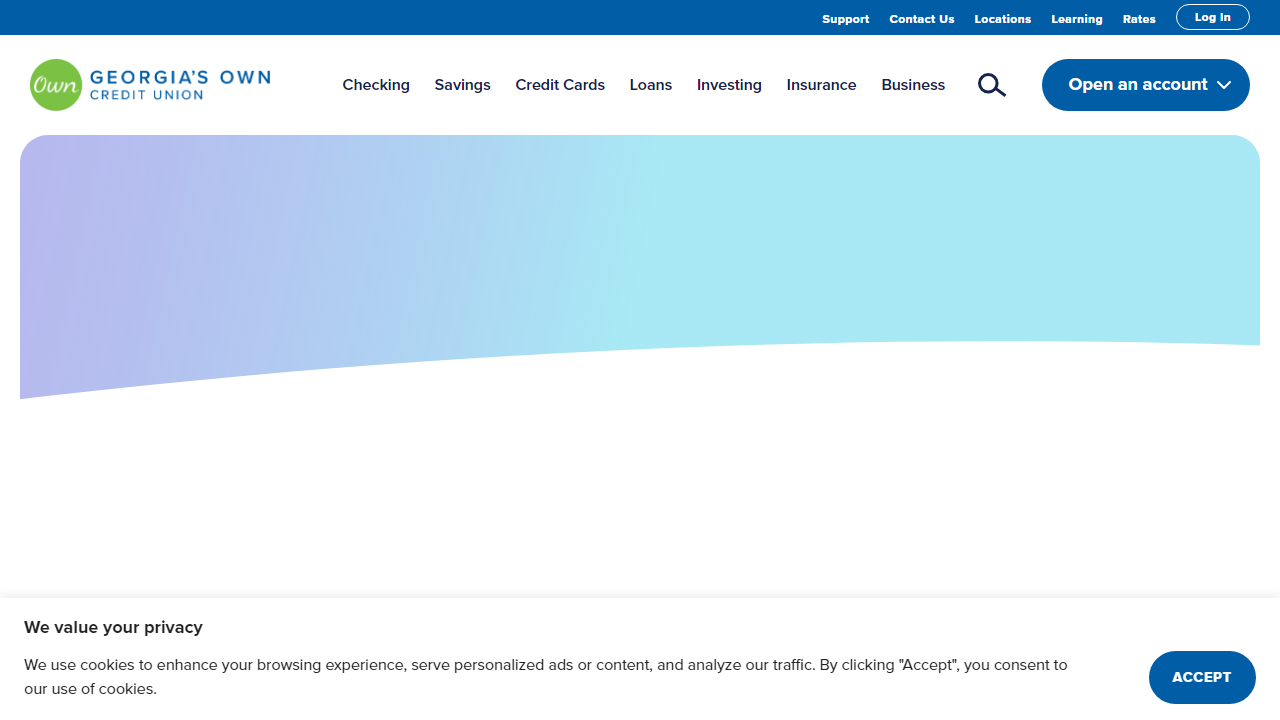 Support Contact Us Locations Learning Rates Log In
Own GEORGIA'S OWN
CREDIT UNION
Checking Savings Credit Cards Loans Investing Insurance Business Open an account
We value your privacy
We use cookies to enhance your browsing experience, serve personalized ads or content, and analyze our traffic. By clicking "Accept", you consent to
our use of cookies.
ACCEPT